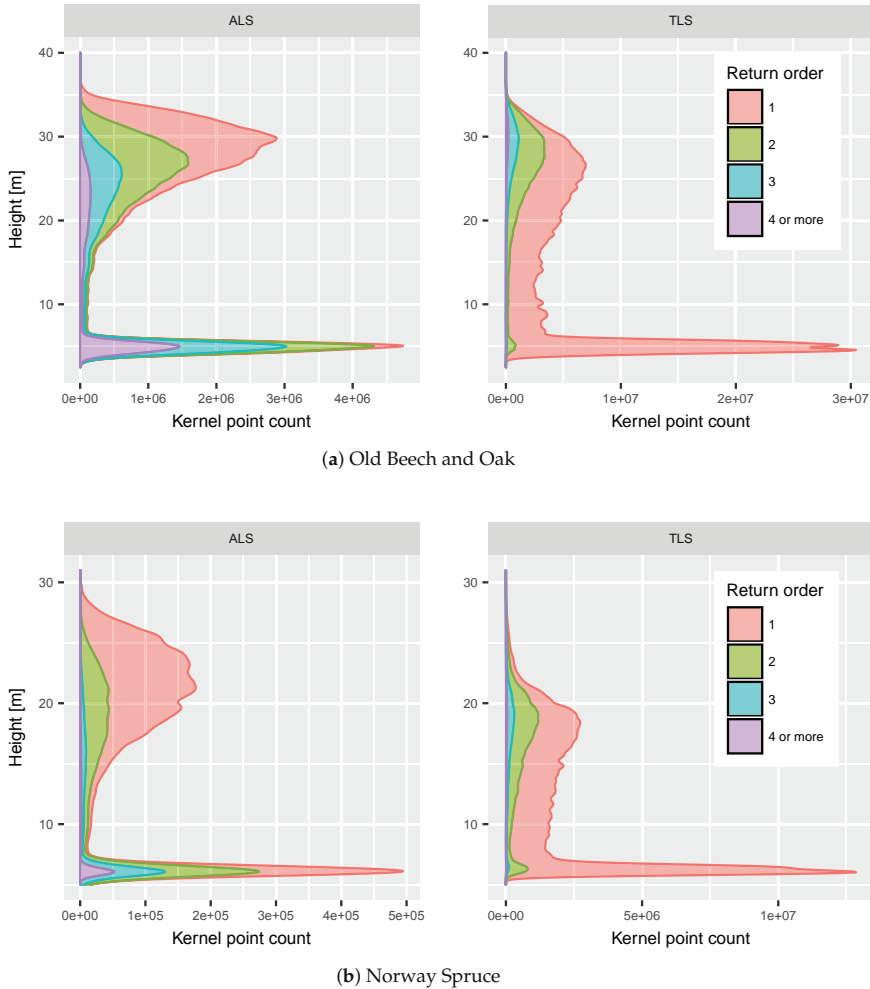 ALS
TLS
Height [m]
40
30
20
10
40
30
20
10
Return order
1
2
3
4 or more
0e+00 1e+06 2e+06 3e+06 4e+06
0e+00 1e+07 2e+07 3e+07
Kernel point count
Kernel point count
(a) Old Beech and Oak
ALS
TLS
Height [m]
30
20
10
30
20
10
Return order
1
2
3
4 or more
0e+00 1e+05 2e+05 3e+05 4e+05 5e+05
0e+00 5e+06 1e+07
Kernel point count
Kernel point count
(b) Norway Spruce